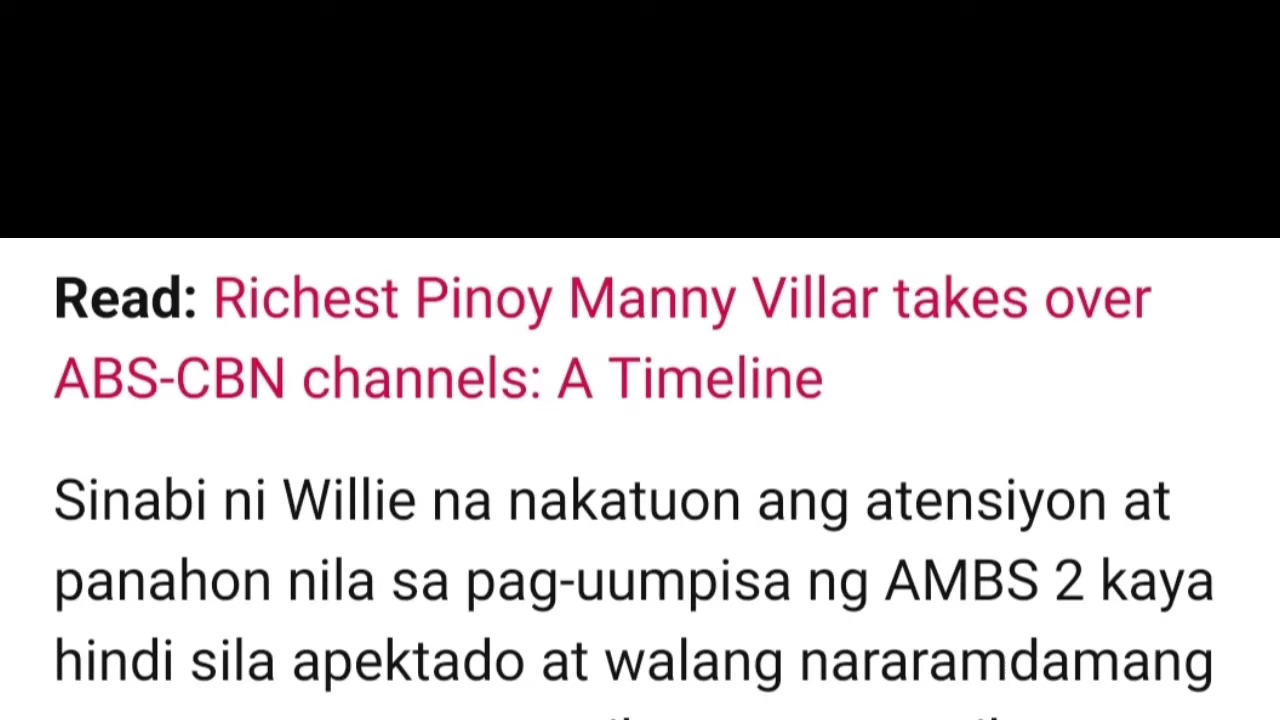 Read: Richest Pinoy Manny Villar takes over
ABS-CBN channels: A Timeline
Sinabi ni Willie na nakatuon ang atensiyon at
panahon nila sa pag-uumpisa ng AMBS 2 kaya
hindi sila apektado at walang nararamdamang